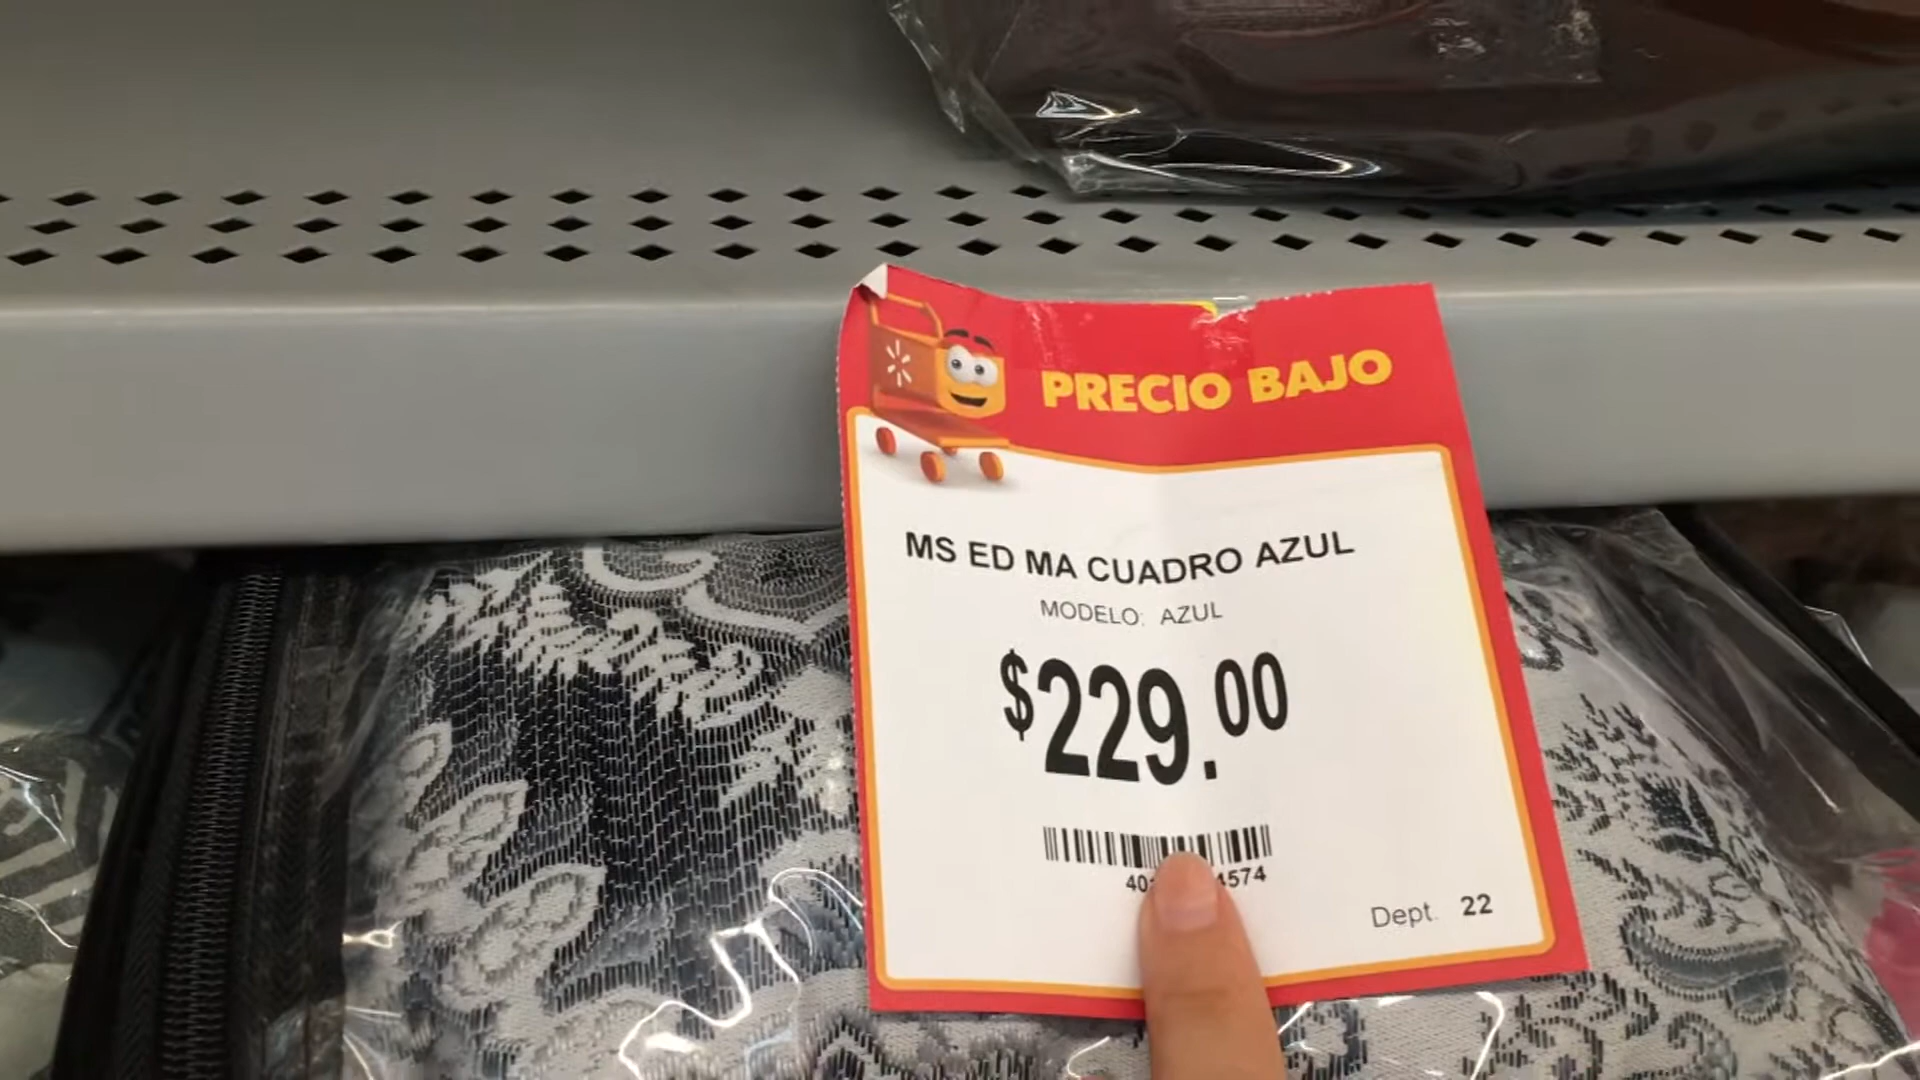 PRECIO BAJO
MS ED MA CUADRO AZUL
MODELO: AZUL
$229.00
Dept. 22